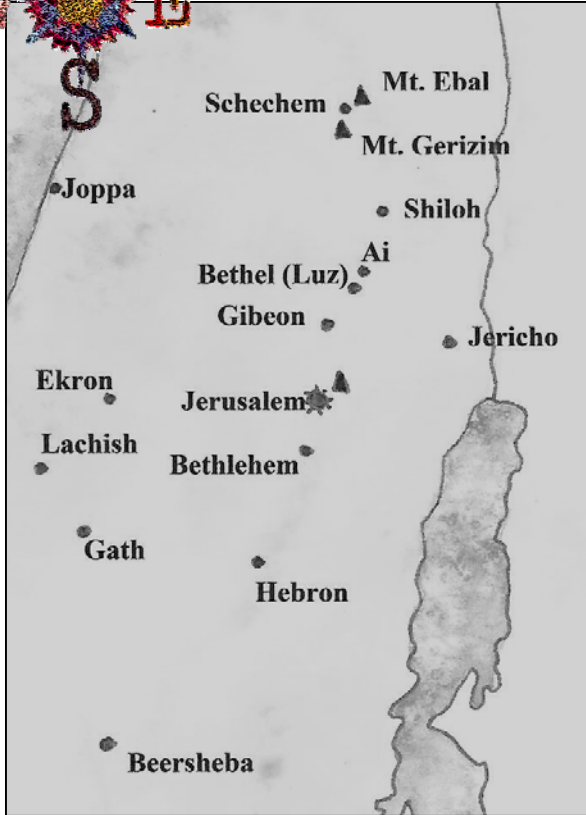 E
S
Mt. Ebal
Schechem
Mt. Gerizim
Joppa
Shiloh
Ai
Bethel (Luz)
Gibeon
Jericho
Ekron
Jerusalem
Lachish
Bethlehem
Gath
Hebron
Beersheba